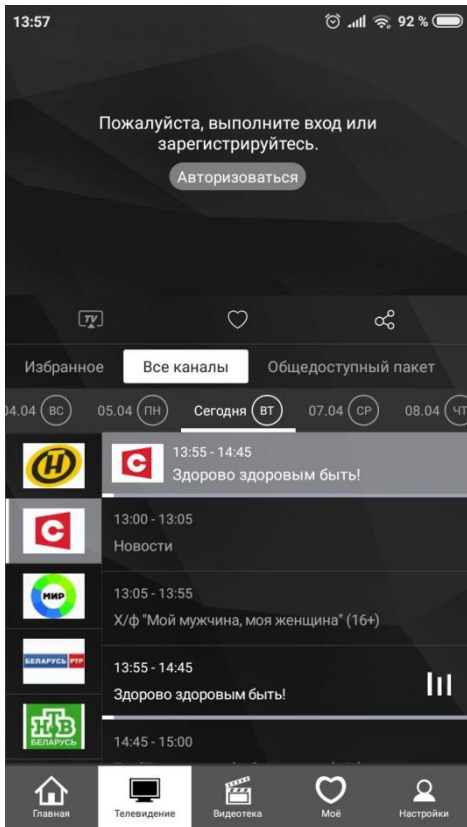 13:57
92 %
Пожалуйста, выполните вход или
зарегистрируйтесь.
Авторизоваться
TV
Избранное Все каналы Общедоступный пакет
04.04 ВС 05.04 ПН Сегодня ВТ 07.04 СР 08.04 ЧТ
Н
С
13:55 - 14:45
Здорово здоровым быть!
С
13:00 - 13:05
Новости
МИР
13:05 - 13:55
Х/ф "Мой мужчина, моя женщина" (16+)
БЕЛАРУСЬ РТР
13:55 - 14:45
Здорово здоровым быть!
НТВ
БЕЛАРУСЬ
14:45 - 15:00
Главная Телевидение Видеотека Моё Настройки